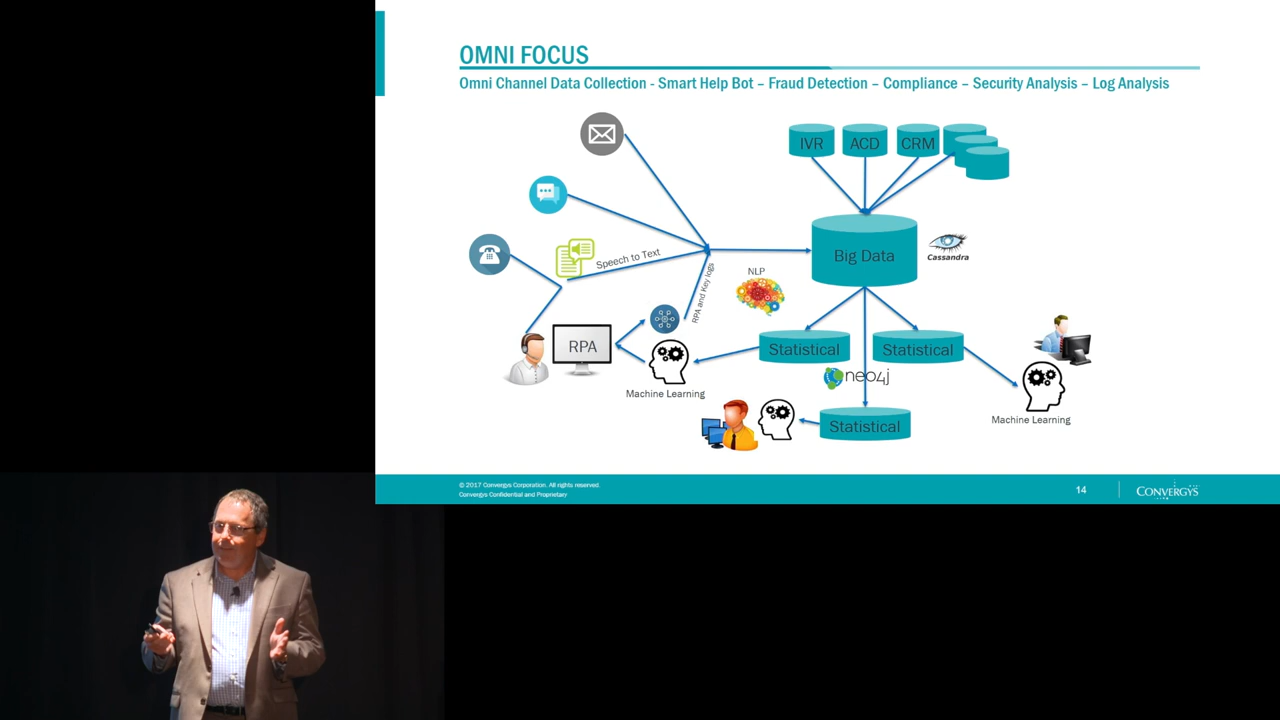 OMNI FOCUS
Omni Channel Data Collection - Smart Help Bot – Fraud Detection – Compliance – Security Analysis – Log Analysis
IVR
ACD
CRM
Big Data
Cassandra
Speech to Text
RPA and Key logs
NLP
RPA
Statistical
Statistical
neo4j
Machine Learning
Machine Learning
Statistical
© 2017 Convergys Corporation. All rights reserved.
Convergys Confidential and Proprietary
14
CONVERGYS